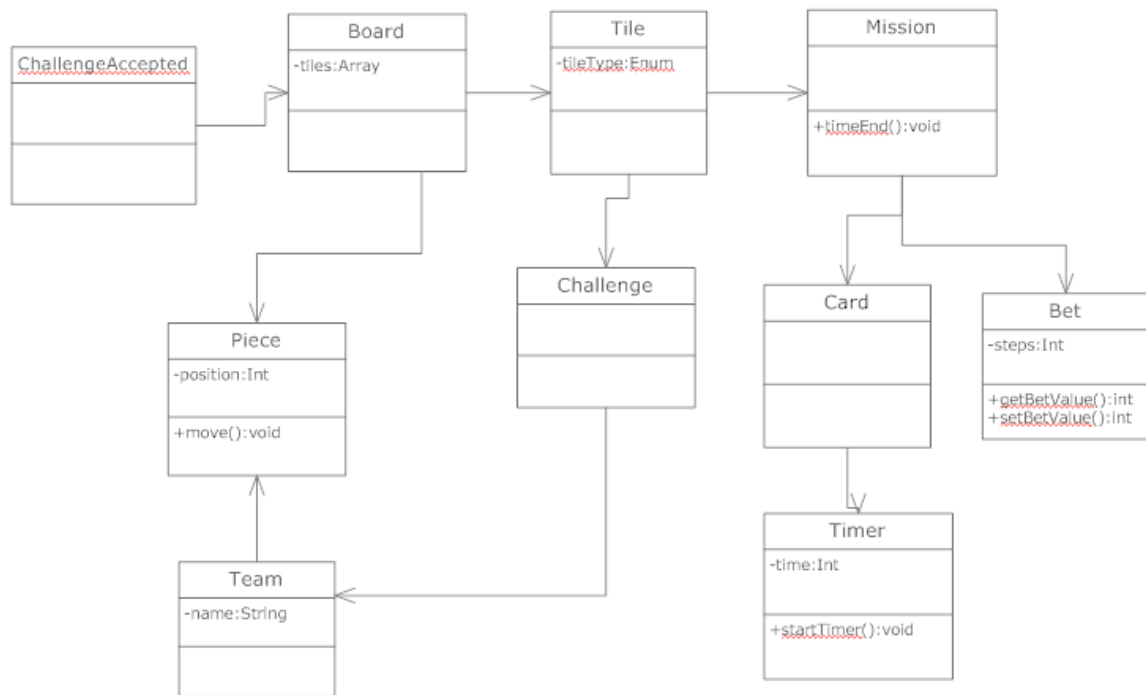 ChallengeAccepted
Board
-tiles:Array
Tile
-tileType:Enum
Mission
+timeEnd():void
Piece
-position:Int
+move():void
Challenge
Card
Bet
-steps:Int
+getBetValue():int
+setBetValue():int
Team
-name:String
Timer
-time:Int
+startTimer():void